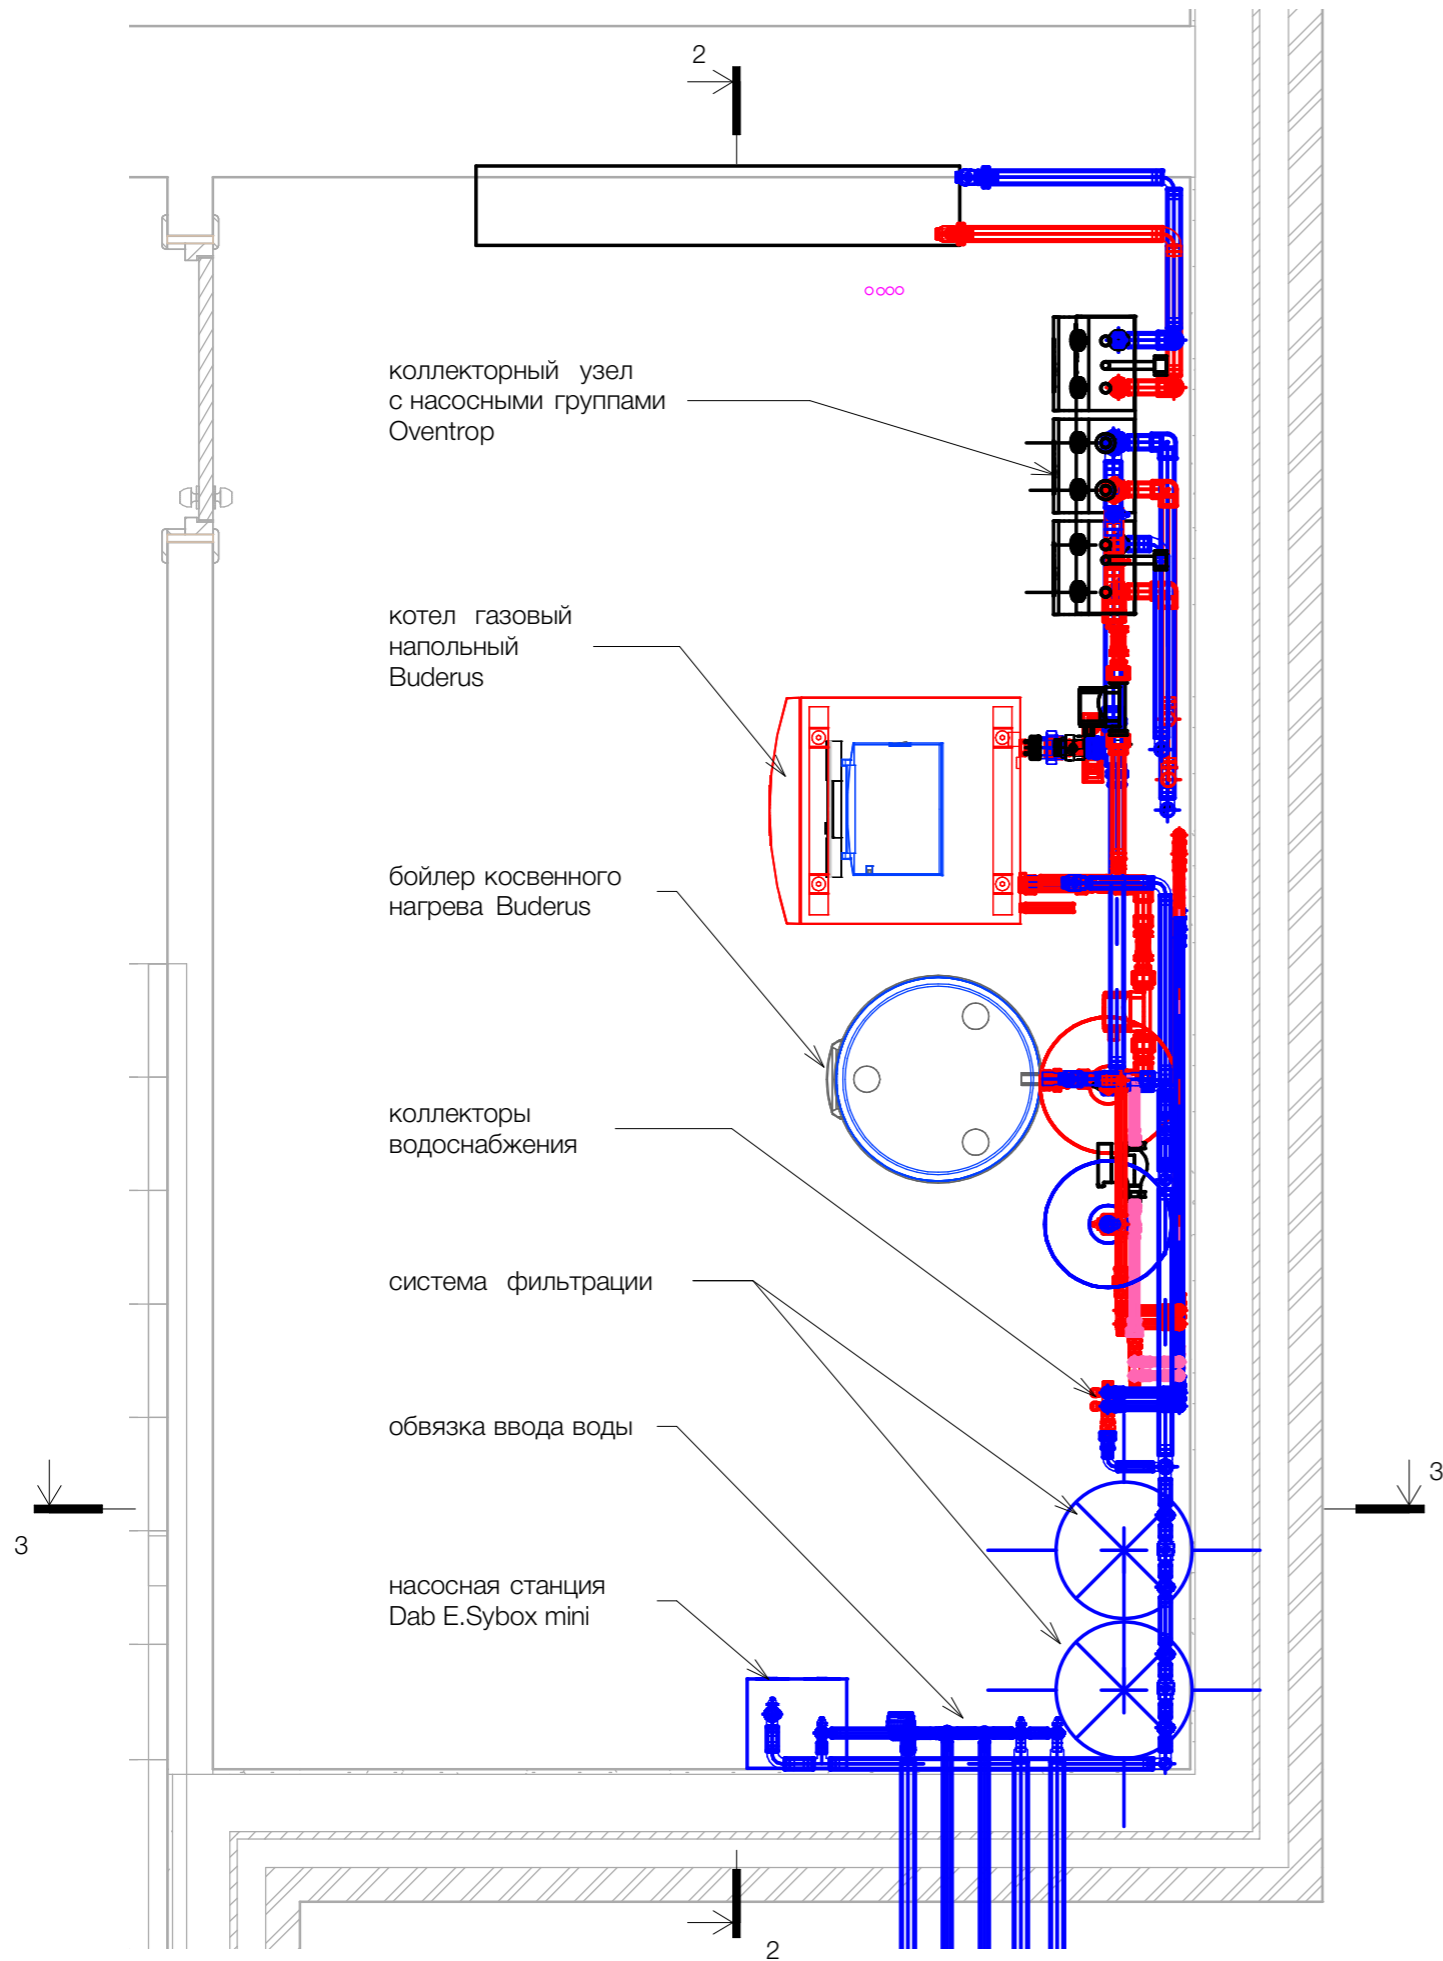 2
коллекторный узел
с насосными группами
Oventrop
котел газовый
напольный
Buderus
бойлер косвенного
нагрева Buderus
коллекторы
водоснабжения
система фильтрации
обвязка ввода воды
3
3
насосная станция
Dab E.Sybox mini
2